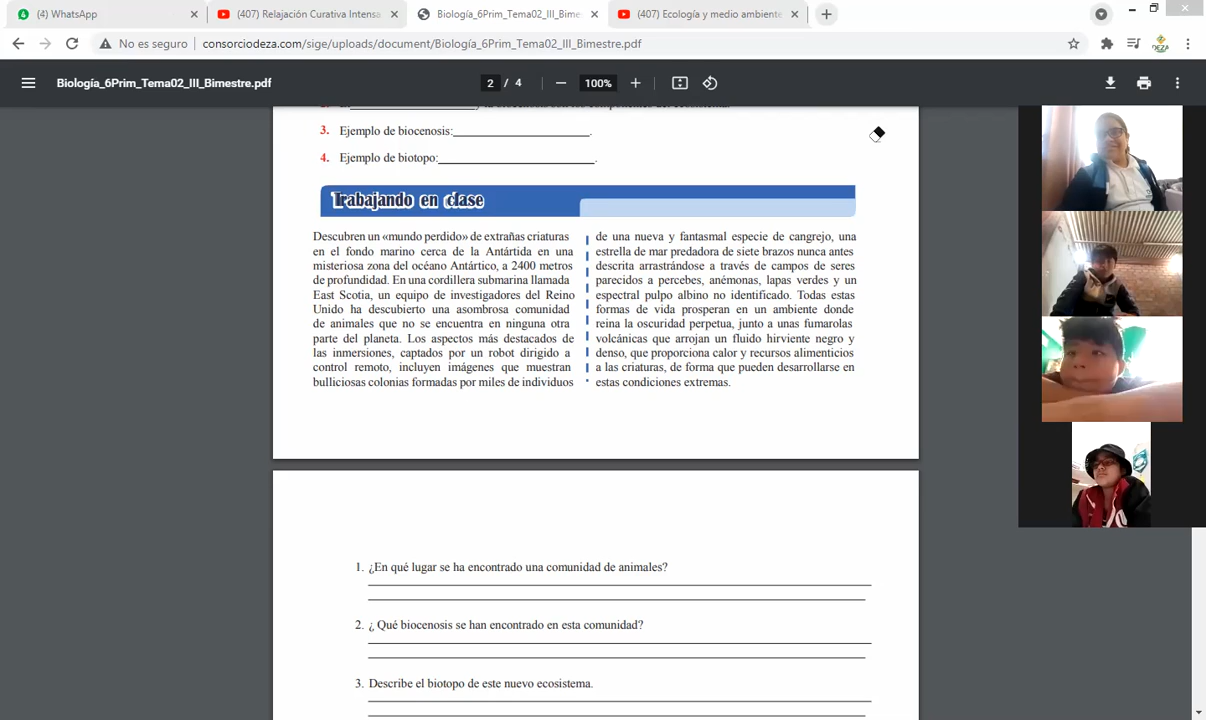 WhatsApp
(407) Relajación Curativa Intensa
Biología_6Prim_Tema02_III_Bime
(407) Ecología y medio ambiente
No es seguro
consorciodeza.com/sige/uploads/document/Biología_6Prim_Tema02_III_Bimestre.pdf
Biología_6Prim_Tema02_III_Bimestre.pdf
2 / 4
100%
3. Ejemplo de biocenosis:
4. Ejemplo de biotopo:
Trabajando en clase
Descubren un «mundo perdido» de extrañas criaturas
en el fondo marino cerca de la Antártida en una
misteriosa zona del océano Antártico, a 2400 metros
de profundidad. En una cordillera submarina llamada
East Scotia, un equipo de investigadores del Reino
Unido ha descubierto una asombrosa comunidad
de animales que no se encuentra en ninguna otra
parte del planeta. Los aspectos más destacados de
las inmersiones, captados por un robot dirigido a
control remoto, incluyen imágenes que muestran
bulliciosas colonias formadas por miles de individuos
de una nueva y fantasmal especie de cangrejo, una
estrella de mar predadora de siete brazos nunca antes
descrita arrastrándose a través de campos de seres
parecidos a percebes, anémonas, lapas verdes y un
espectral pulpo albino no identificado. Todas estas
formas de vida prosperan en un ambiente donde
reina la oscuridad perpetua, junto a unas fumarolas
volcánicas que arrojan un fluido hirviente negro y
denso, que proporciona calor y recursos alimenticios
a las criaturas, de forma que pueden desarrollarse en
estas condiciones extremas.
1. ¿En qué lugar se ha encontrado una comunidad de animales?
2. ¿ Qué biocenosis se han encontrado en esta comunidad?
3. Describe el biotopo de este nuevo ecosistema.